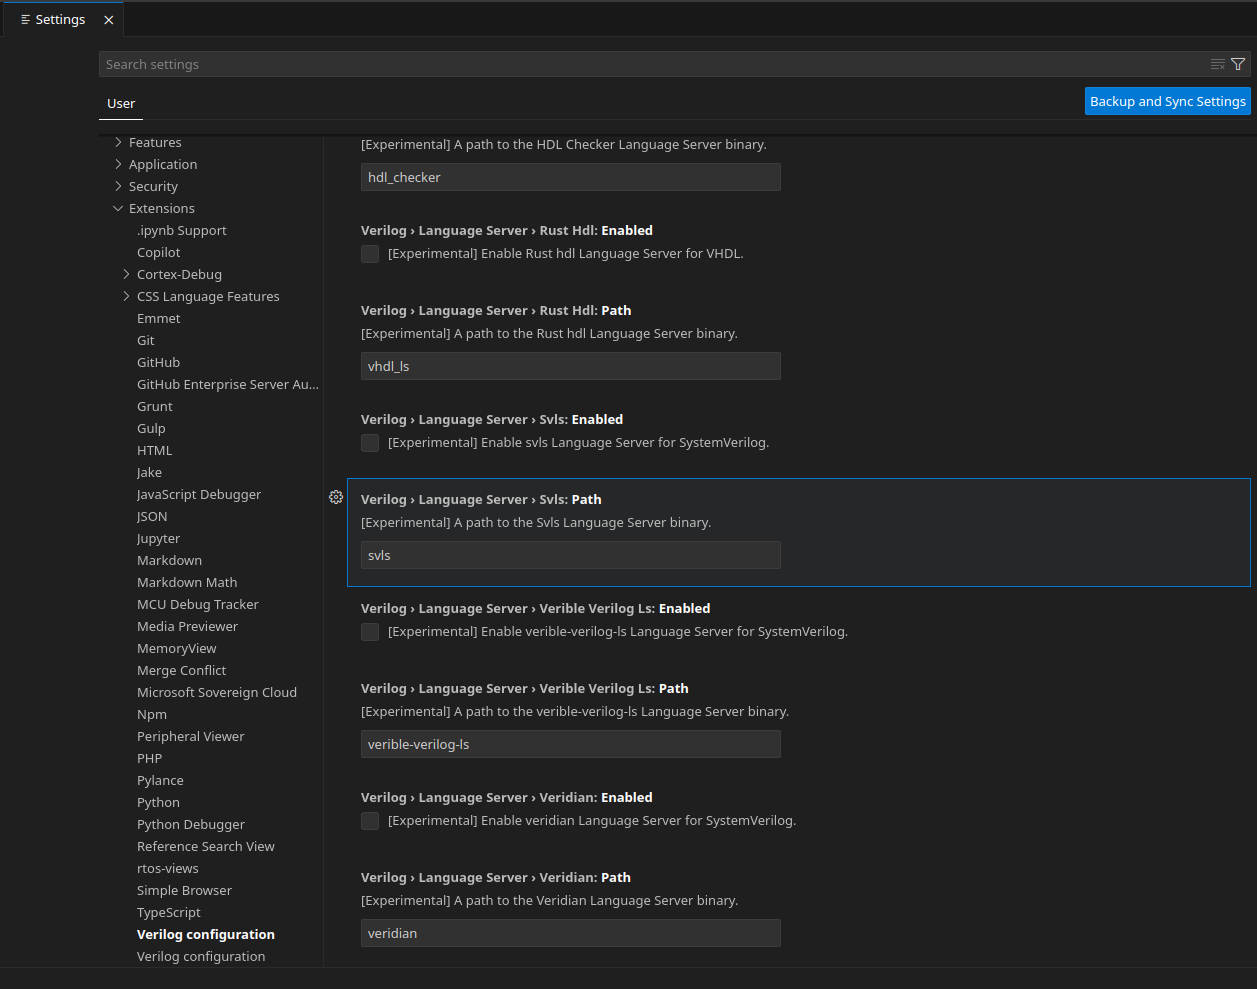 Settings
Search settings
User
Backup and Sync Settings
Features
Application
Security
Extensions
.ipynb Support
Copilot
Cortex-Debug
CSS Language Features
Emmet
Git
GitHub
GitHub Enterprise Server Au...
Grunt
Gulp
HTML
Jake
JavaScript Debugger
JSON
Jupyter
Markdown
Markdown Math
MCU Debug Tracker
Media Previewer
MemoryView
Merge Conflict
Microsoft Sovereign Cloud
Npm
Peripheral Viewer
PHP
Pylance
Python
Python Debugger
Reference Search View
rtos-views
Simple Browser
TypeScript
Verilog configuration
Verilog configuration
[Experimental] A path to the HDL Checker Language Server binary.
hdl_checker
Verilog › Language Server › Rust Hdl: Enabled
[Experimental] Enable Rust hdl Language Server for VHDL.
Verilog › Language Server › Rust Hdl: Path
[Experimental] A path to the Rust hdl Language Server binary.
vhdl_ls
Verilog › Language Server › Svls: Enabled
[Experimental] Enable svls Language Server for SystemVerilog.
Verilog › Language Server › Svls: Path
[Experimental] A path to the Svls Language Server binary.
svls
Verilog › Language Server › Verible Verilog Ls: Enabled
[Experimental] Enable verible-verilog-ls Language Server for SystemVerilog.
Verilog › Language Server › Verible Verilog Ls: Path
[Experimental] A path to the verible-verilog-ls Language Server binary.
verible-verilog-ls
Verilog › Language Server › Veridian: Enabled
[Experimental] Enable veridian Language Server for SystemVerilog.
Verilog › Language Server › Veridian: Path
[Experimental] A path to the Veridian Language Server binary.
veridian